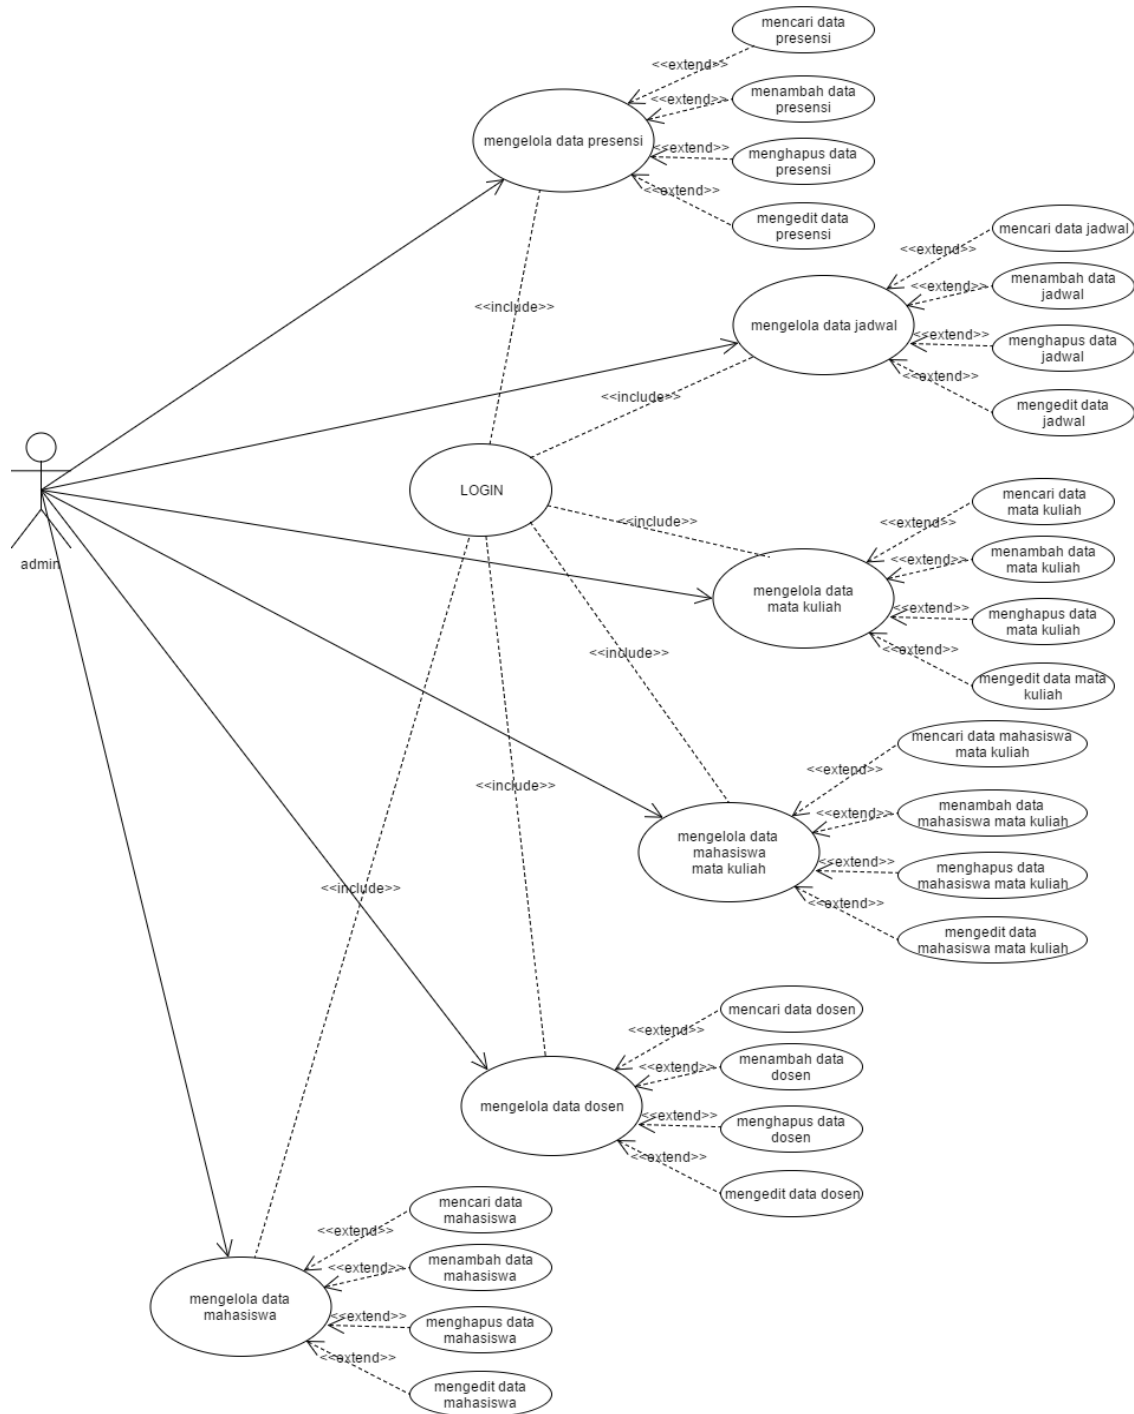 mencari data
presensi
<<extend>>
menambah data
presensi
<<extend>>
mengelola data presensi
menghapus data
presensi
<<extend>>
mengedit data
presensi
<<extend>>
mencari data jadwal
<<extend>>
menambah data
jadwal
<<extend>>
<<include>>
mengelola data jadwal
menghapus data
jadwal
<<extend>>
mengedit data
jadwal
<<extend>>
<<include>>
admin
LOGIN
mencari data
mata kuliah
<<extend>>
<<include>>
menambah data
mata kuliah
<<extend>>
mengelola data
mata kuliah
menghapus data
mata kuliah
<<extend>>
mengedit data mata
kuliah
<<extend>>
<<include>>
mencari data mahasiswa
mata kuliah
<<extend>>
<<include>>
menambah data
mahasiswa mata kuliah
<<extend>>
mengelola data
mahasiswa
mata kuliah
menghapus data
mahasiswa mata kuliah
<<extend>>
mengedit data
mahasiswa mata kuliah
<<extend>>
<<include>>
mencari data dosen
<<extend>>
menambah data
dosen
<<extend>>
mengelola data dosen
menghapus data
dosen
<<extend>>
mengedit data dosen
<<extend>>
mencari data
mahasiswa
<<extend>>
menambah data
mahasiswa
<<extend>>
mengelola data
mahasiswa
menghapus data
mahasiswa
<<extend>>
mengedit data
mahasiswa
<<extend>>